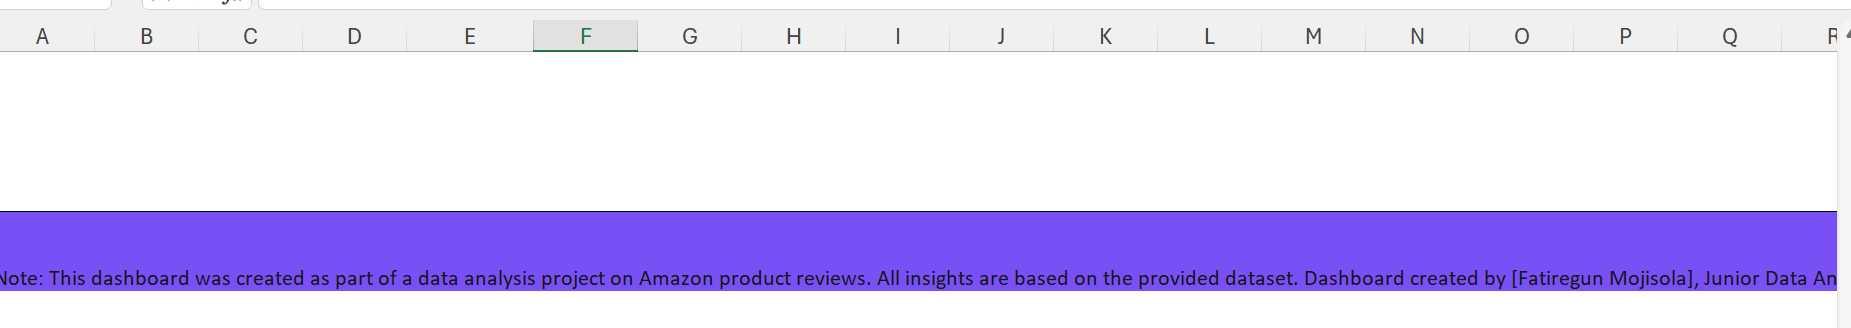 A B C D E F G H I J K L M N O P Q R
Note: This dashboard was created as part of a data analysis project on Amazon product reviews. All insights are based on the provided dataset. Dashboard created by [Fatiregun Mojisola], Junior Data An